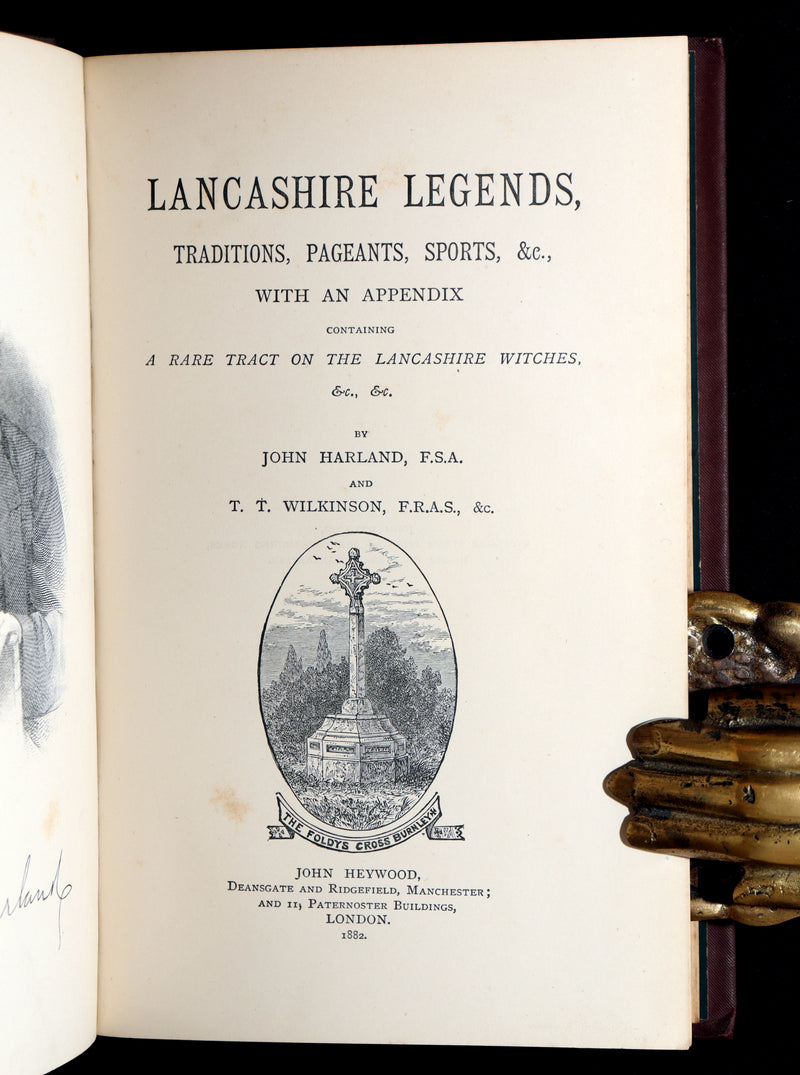 LANCASHIRE LEGENDS,
TRADITIONS, PAGEANTS, SPORTS, &c.,
WITH AN APPENDIX
CONTAINING
A RARE TRACT ON THE LANCASHIRE WITCHES,
&c., &c.
BY
JOHN HARLAND, F.S.A.
AND
T. T. WILKINSON, F.R.A.S., &c.
THE FOLDYS CROSS BURNLEY
JOHN HEYWOOD,
DEANSGATE AND RIDGEFIELD, MANCHESTER;
AND 11, PATERNOSTER BUILDINGS,
LONDON.
1882.